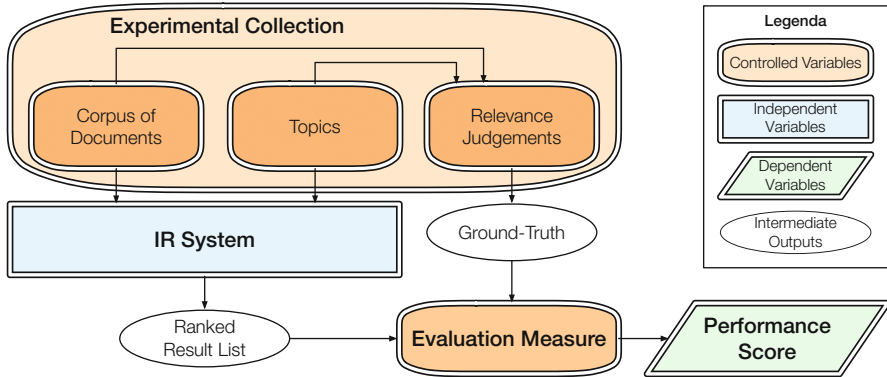 Experimental Collection
Corpus of
Documents
Topics
Relevance
Judgements
IR System
Ground-Truth
Ranked
Result List
Evaluation Measure
Performance
Score
Legenda
Controlled Variables
Independent
Variables
Dependent
Variables
Intermediate
Outputs